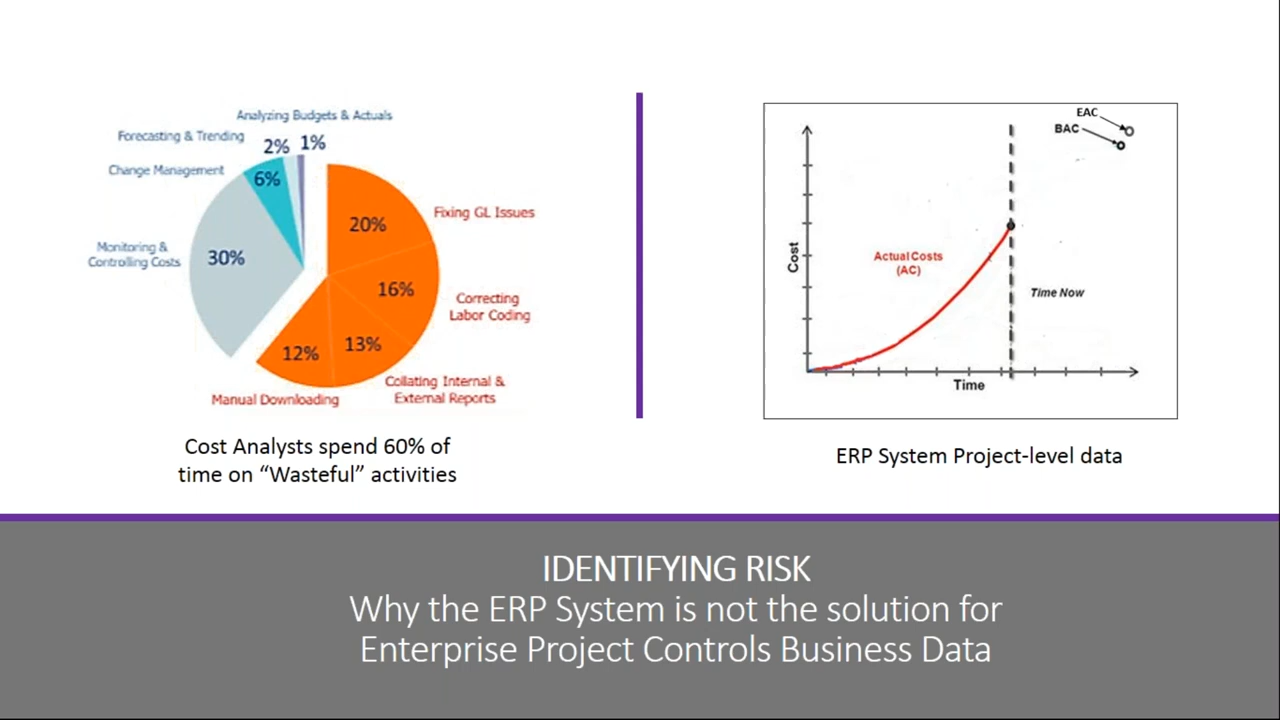 Analyzing Budgets & Actuals
Forecasting & Trending
2%
1%
Change Management
6%
20%
Fixing GL Issues
Monitoring &
Controlling Costs
30%
16%
Correcting
Labor Coding
12%
13%
Collating Internal &
External Reports
Manual Downloading
Cost Analysts spend 60% of
time on “Wasteful” activities
EAC
BAC
Cost
Actual Costs
(AC)
Time Now
Time
ERP System Project-level data
IDENTIFYING RISK
Why the ERP System is not the solution for
Enterprise Project Controls Business Data